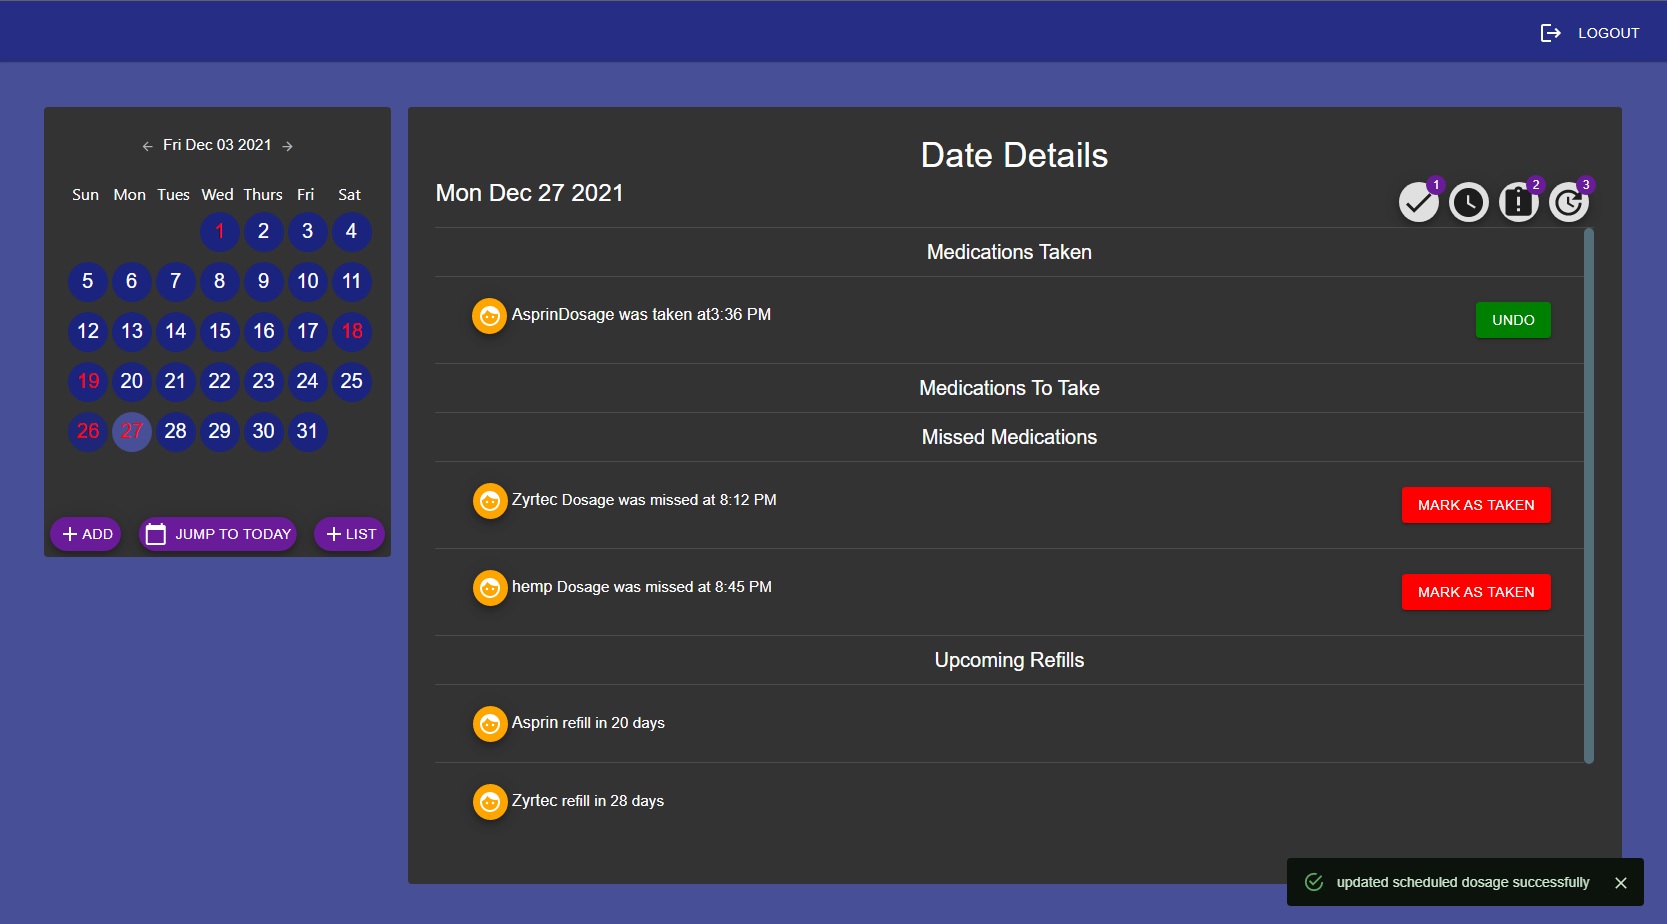 LOGOUT
Fri Dec 03 2021
Sun Mon Tues Wed Thurs Fri Sat
1 2 3 4
5 6 7 8 9 10 11
12 13 14 15 16 17 18
19 20 21 22 23 24 25
26 27 28 29 30 31
ADD JUMP TO TODAY LIST
Date Details
Mon Dec 27 2021
1 2 3
Medications Taken
AsprinDosage was taken at3:36 PM
UNDO
Medications To Take
Missed Medications
Zyrtec Dosage was missed at 8:12 PM
MARK AS TAKEN
hemp Dosage was missed at 8:45 PM
MARK AS TAKEN
Upcoming Refills
Asprin refill in 20 days
Zyrtec refill in 28 days
updated scheduled dosage successfully